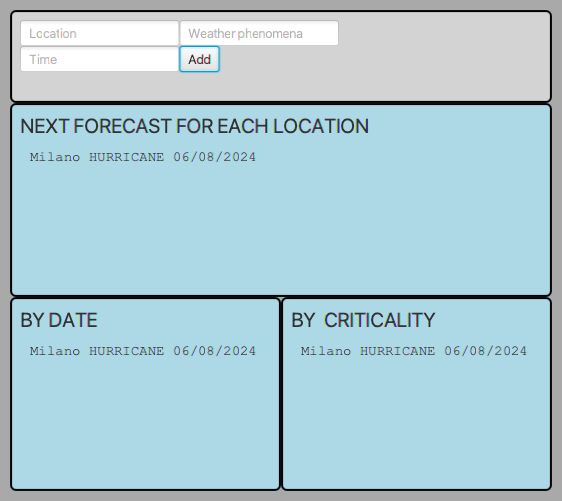 Location Weather phenomena
Time Add
NEXT FORECAST FOR EACH LOCATION
Milano HURRICANE 06/08/2024
BY DATE
Milano HURRICANE 06/08/2024
BY  CRITICALITY
Milano HURRICANE 06/08/2024